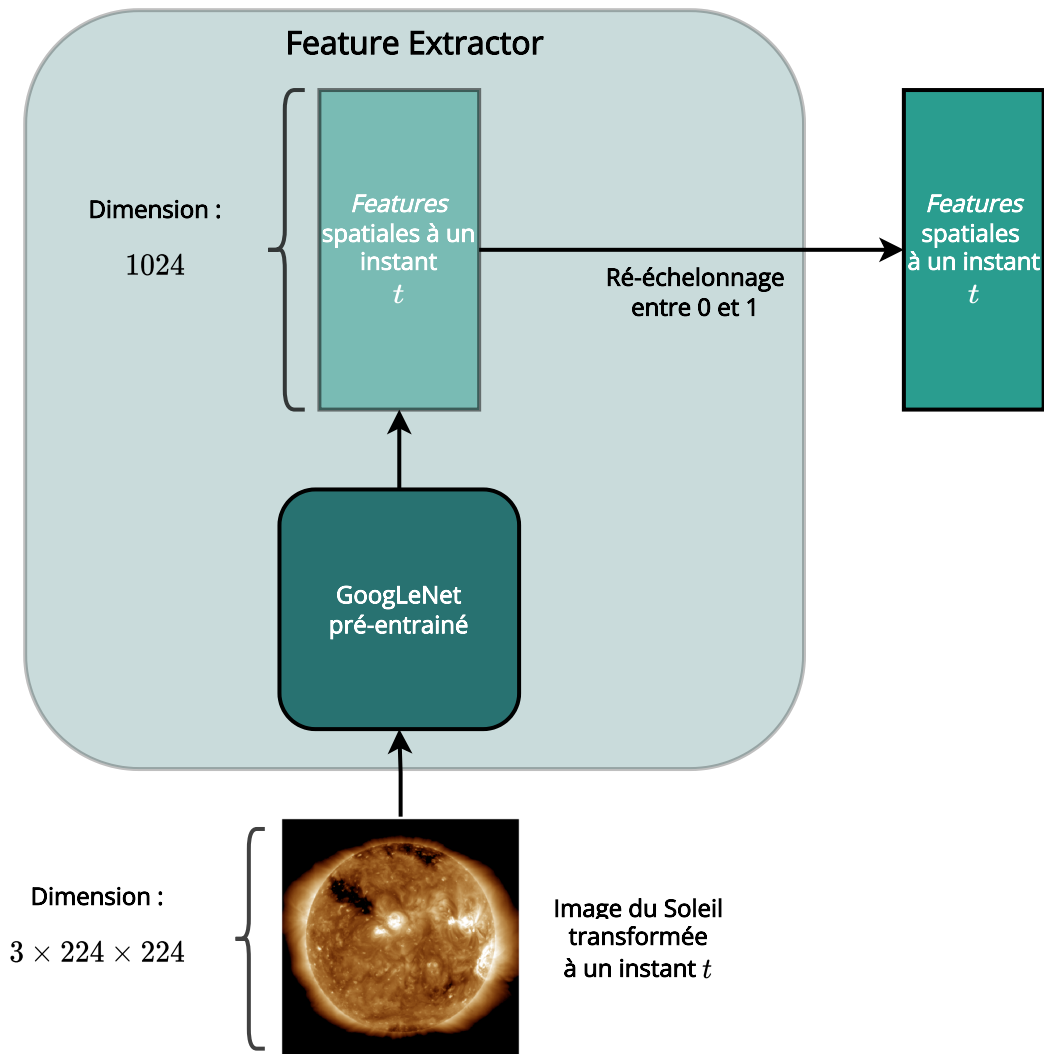 Feature Extractor
Dimension :
1024
Features
spatiales à un
instant
t
Ré-échelonnage
entre 0 et 1
Features
spatiales
à un instant
t
GoogLeNet
pré-entrainé
Dimension :
3 × 224 × 224
Image du Soleil
transformée
à un instant t